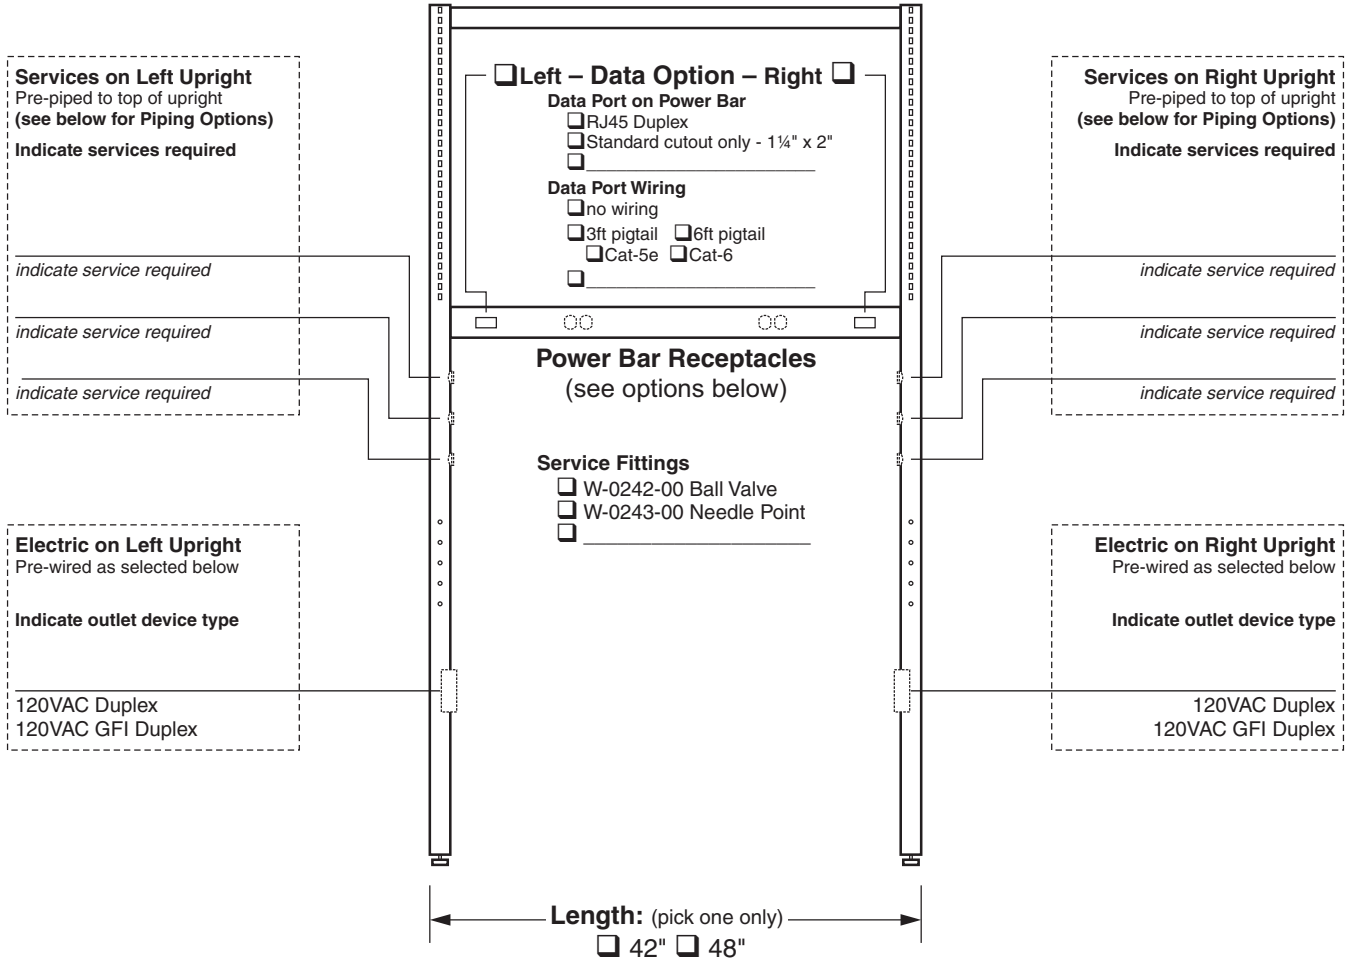 Services on Left Upright
Pre-piped to top of upright
(see below for Piping Options)
Indicate services required
indicate service required
indicate service required
indicate service required
❑Left – Data Option – Right ❑
Data Port on Power Bar
❑RJ45 Duplex
❑Standard cutout only - 1¼" x 2"
❑______________________
Data Port Wiring
❑no wiring
❑3ft pigtail ❑6ft pigtail
❑Cat-5e ❑Cat-6
❑______________________
Services on Right Upright
Pre-piped to top of upright
(see below for Piping Options)
Indicate services required
indicate service required
indicate service required
indicate service required
Power Bar Receptacles
(see options below)
Service Fittings
❑ W-0242-00 Ball Valve
❑ W-0243-00 Needle Point
❑ ____________________
Electric on Left Upright
Pre-wired as selected below
Indicate outlet device type
120VAC Duplex
120VAC GFI Duplex
Electric on Right Upright
Pre-wired as selected below
Indicate outlet device type
120VAC Duplex
120VAC GFI Duplex
Length: (pick one only)
❑ 42" ❑ 48"